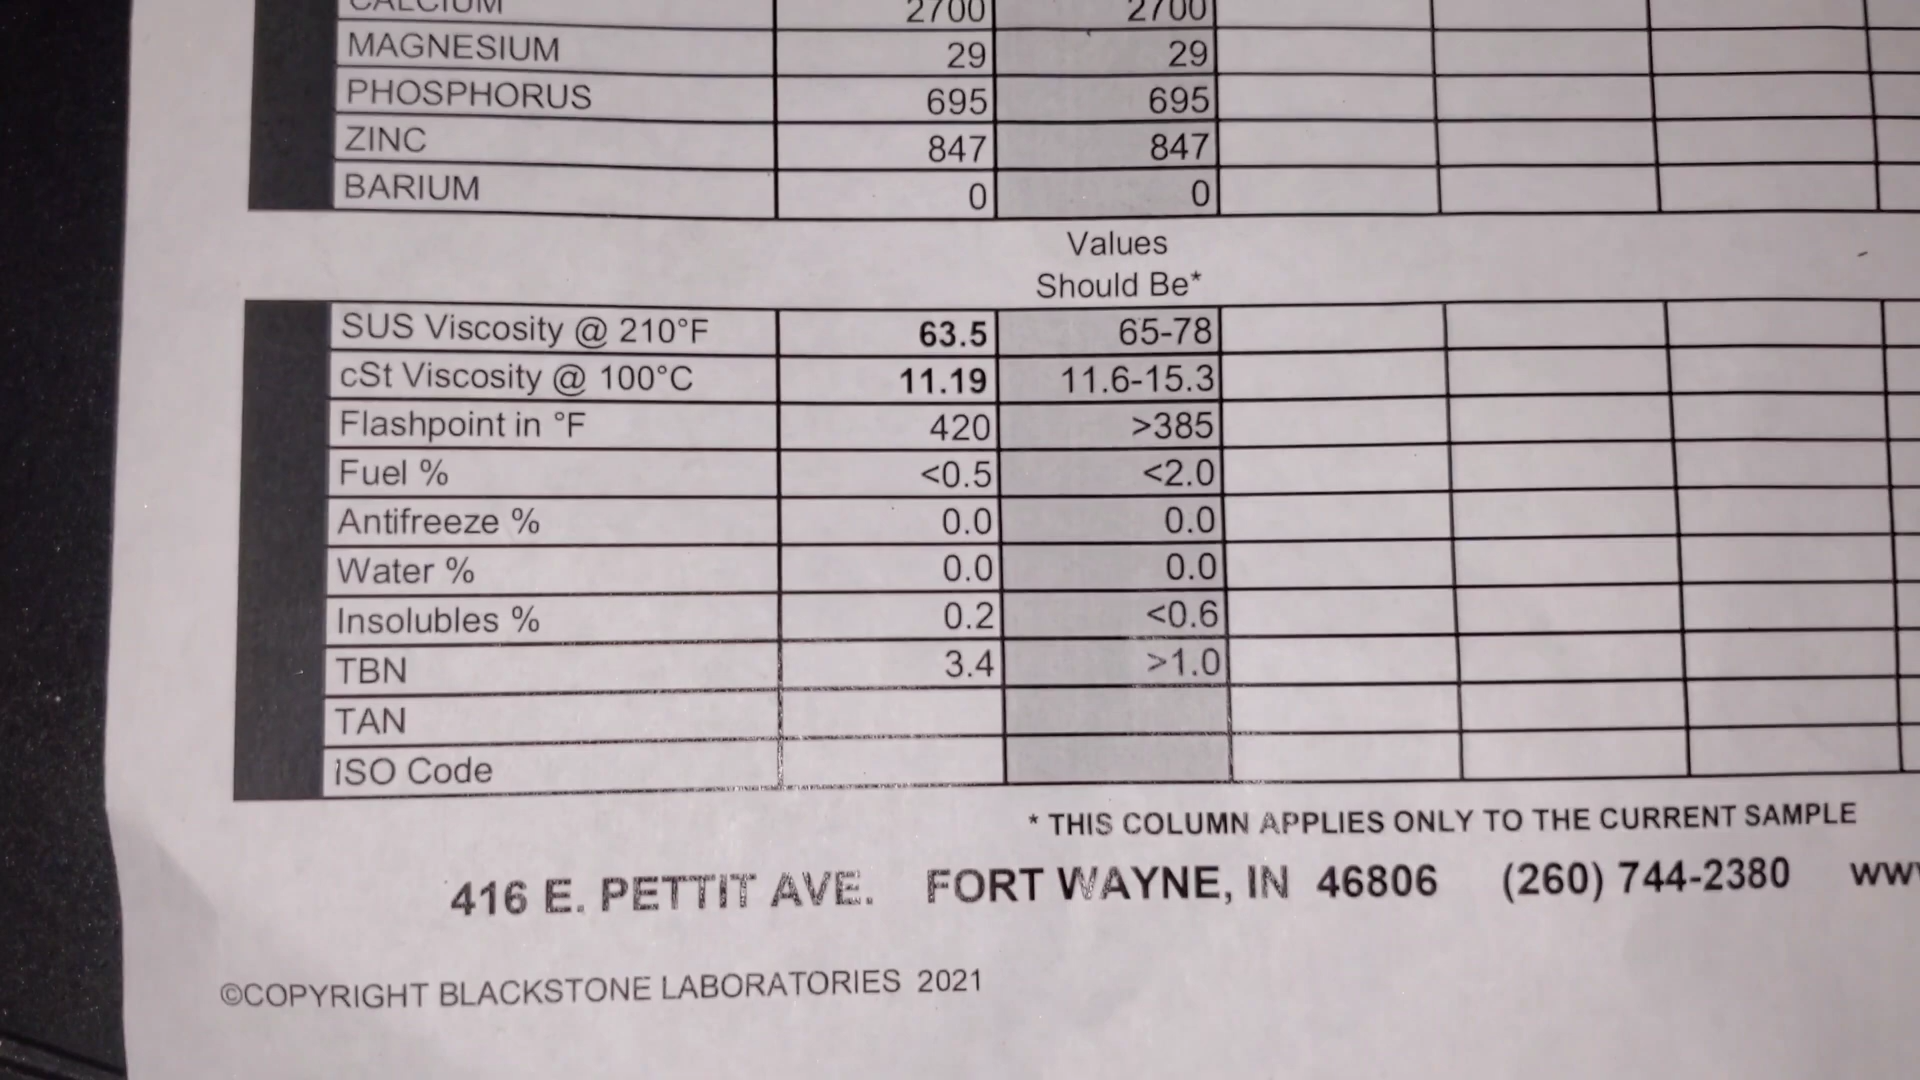 CALCIUM 2700 2700
MAGNESIUM 29 29
PHOSPHORUS 695 695
ZINC 847 847
BARIUM 0 0
Values
Should Be*
SUS Viscosity @ 210°F 63.5 65-78
cSt Viscosity @ 100°C 11.19 11.6-15.3
Flashpoint in °F 420 >385
Fuel % <0.5 <2.0
Antifreeze % 0.0 0.0
Water % 0.0 0.0
Insolubles % 0.2 <0.6
TBN 3.4 >1.0
TAN
ISO Code
* THIS COLUMN APPLIES ONLY TO THE CURRENT SAMPLE
416 E. PETTIT AVE. FORT WAYNE, IN 46806 (260) 744-2380 ww
©COPYRIGHT BLACKSTONE LABORATORIES 2021